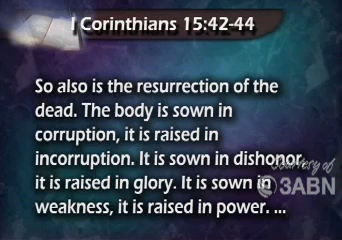 I Corinthians 15:42-44
So also is the resurrection of the
dead. The body is sown in
corruption, it is raised in
incorruption. It is sown in dishonor,
it is raised in glory. It is sown in
weakness, it is raised in power. ...
Courtesy of
3ABN